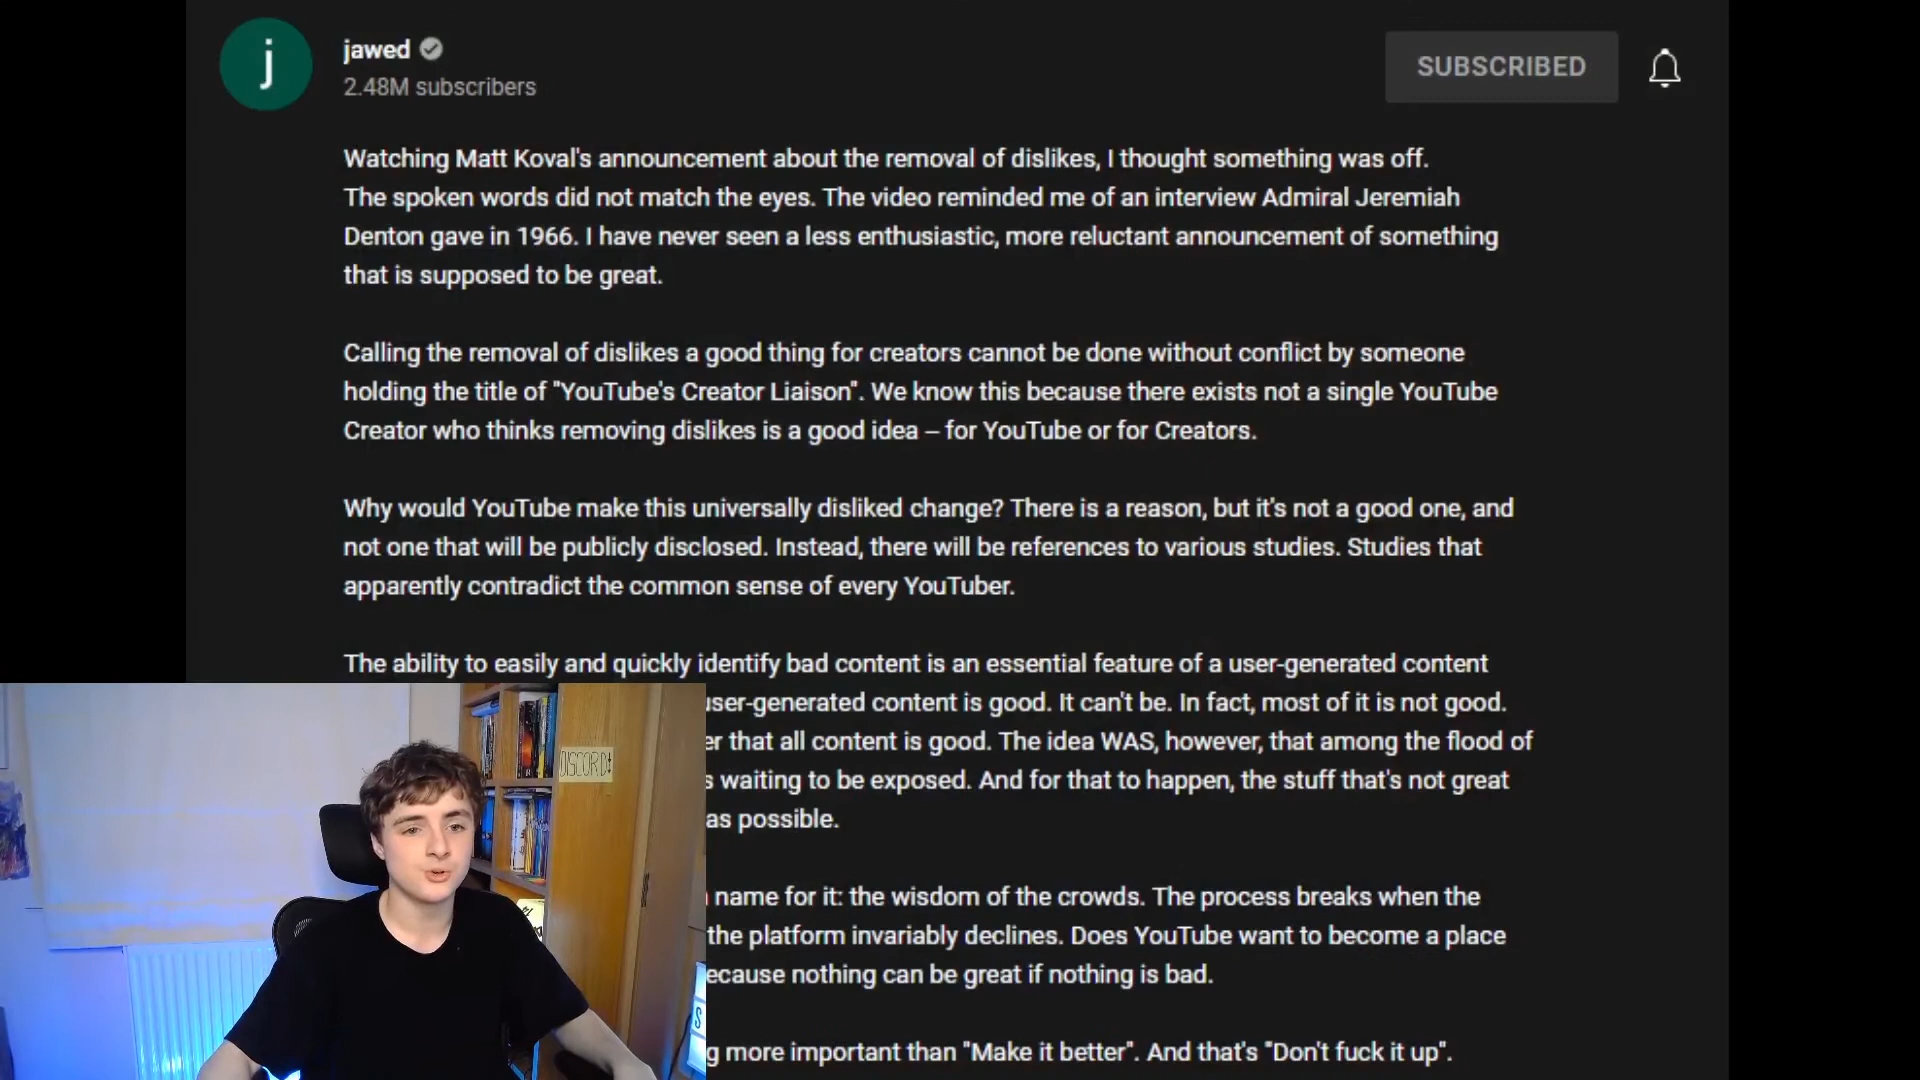 j
jawed
2.48M subscribers
SUBSCRIBED
Watching Matt Koval's announcement about the removal of dislikes, I thought something was off.
The spoken words did not match the eyes. The video reminded me of an interview Admiral Jeremiah
Denton gave in 1966. I have never seen a less enthusiastic, more reluctant announcement of something
that is supposed to be great.
Calling the removal of dislikes a good thing for creators cannot be done without conflict by someone
holding the title of "YouTube's Creator Liaison". We know this because there exists not a single YouTube
Creator who thinks removing dislikes is a good idea – for YouTube or for Creators.
Why would YouTube make this universally disliked change? There is a reason, but it's not a good one, and
not one that will be publicly disclosed. Instead, there will be references to various studies. Studies that
apparently contradict the common sense of every YouTuber.
The ability to easily and quickly identify bad content is an essential feature of a user-generated content
user-generated content is good. It can't be. In fact, most of it is not good.
that all content is good. The idea WAS, however, that among the flood of
waiting to be exposed. And for that to happen, the stuff that's not great
as possible.
name for it: the wisdom of the crowds. The process breaks when the
the platform invariably declines. Does YouTube want to become a place
because nothing can be great if nothing is bad.
more important than "Make it better". And that's "Don't fuck it up".
DISCORD